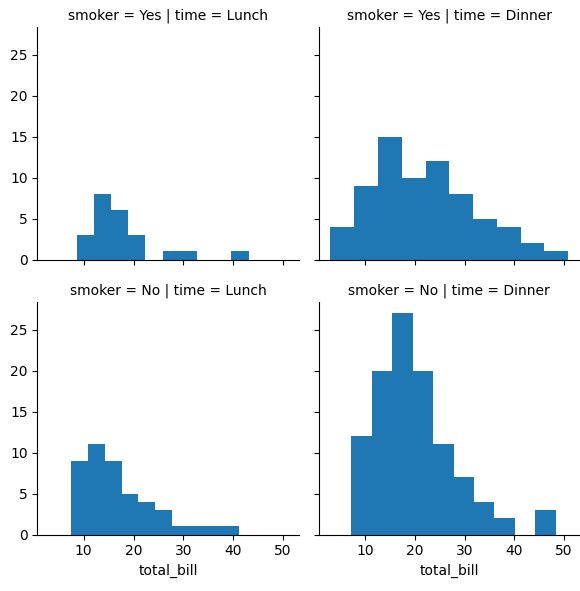 smoker = Yes | time = Lunch
smoker = Yes | time = Dinner
25
20
15
10
5
0
smoker = No | time = Lunch
smoker = No | time = Dinner
25
20
15
10
5
0
10 20 30 40 50
10 20 30 40 50
total_bill
total_bill